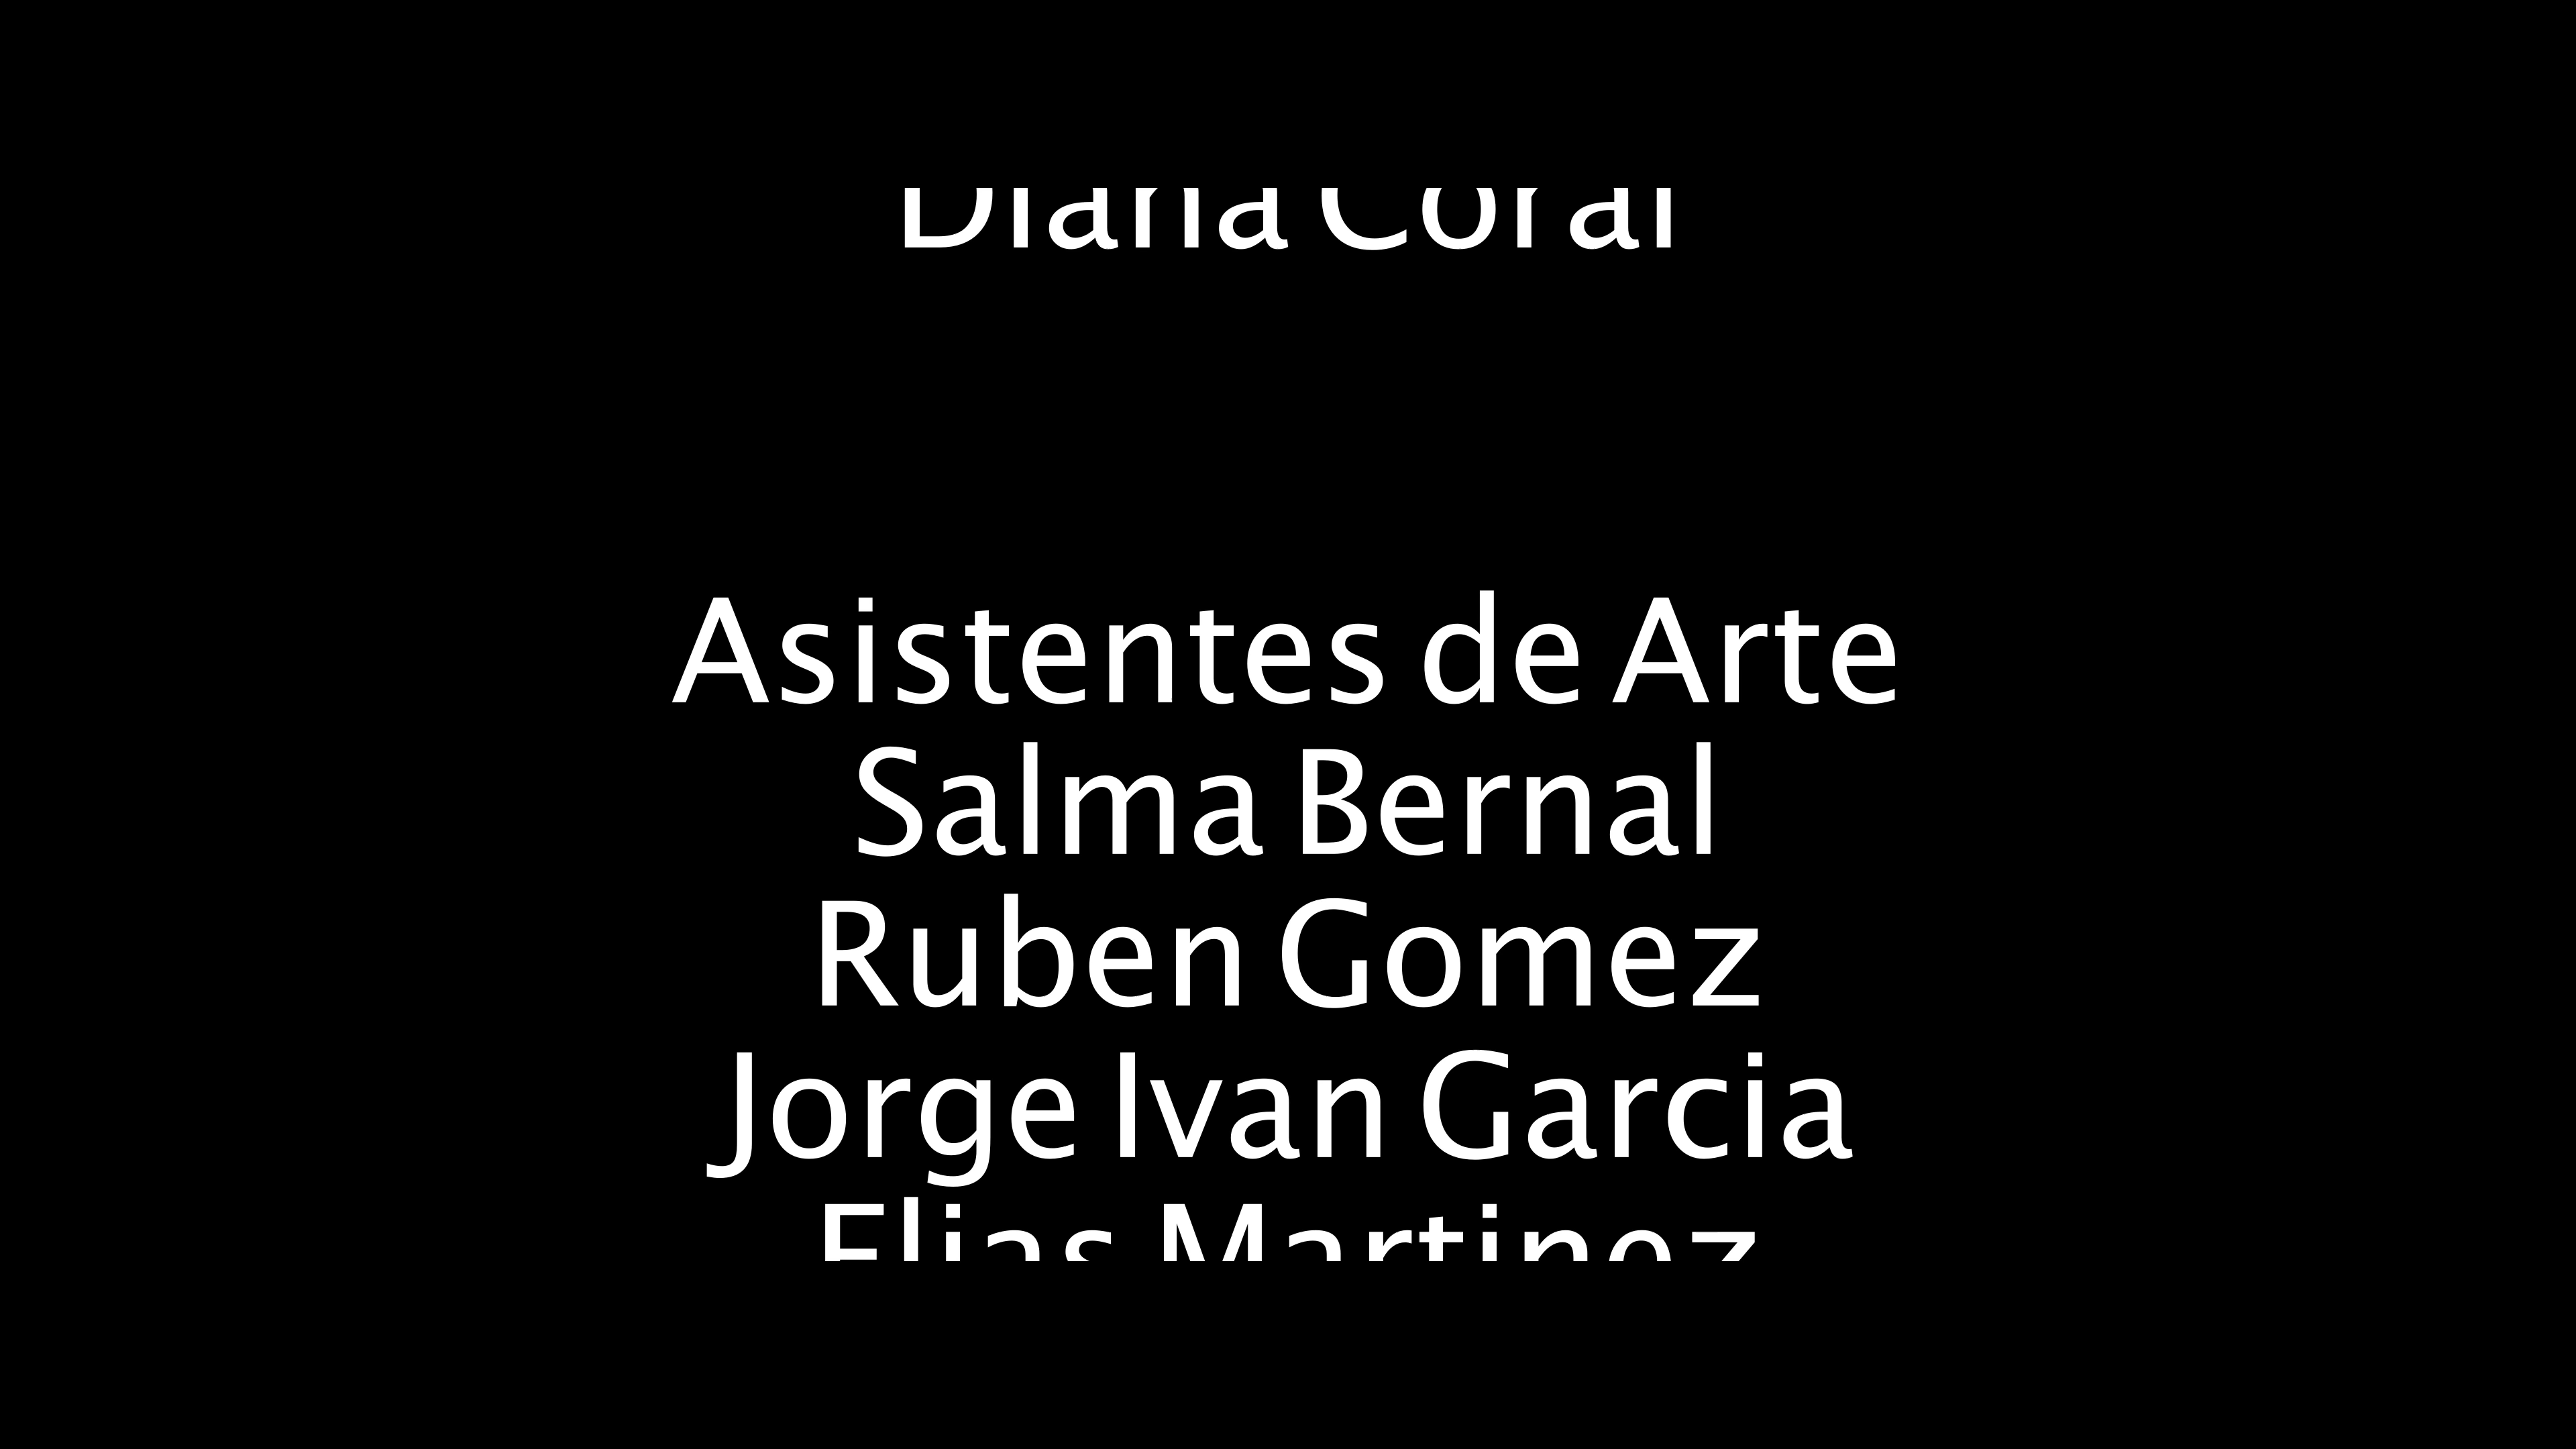 Diana Coral
Asistentes de Arte
Salma Bernal
Ruben Gomez
Jorge Ivan Garcia
Elias Martinez